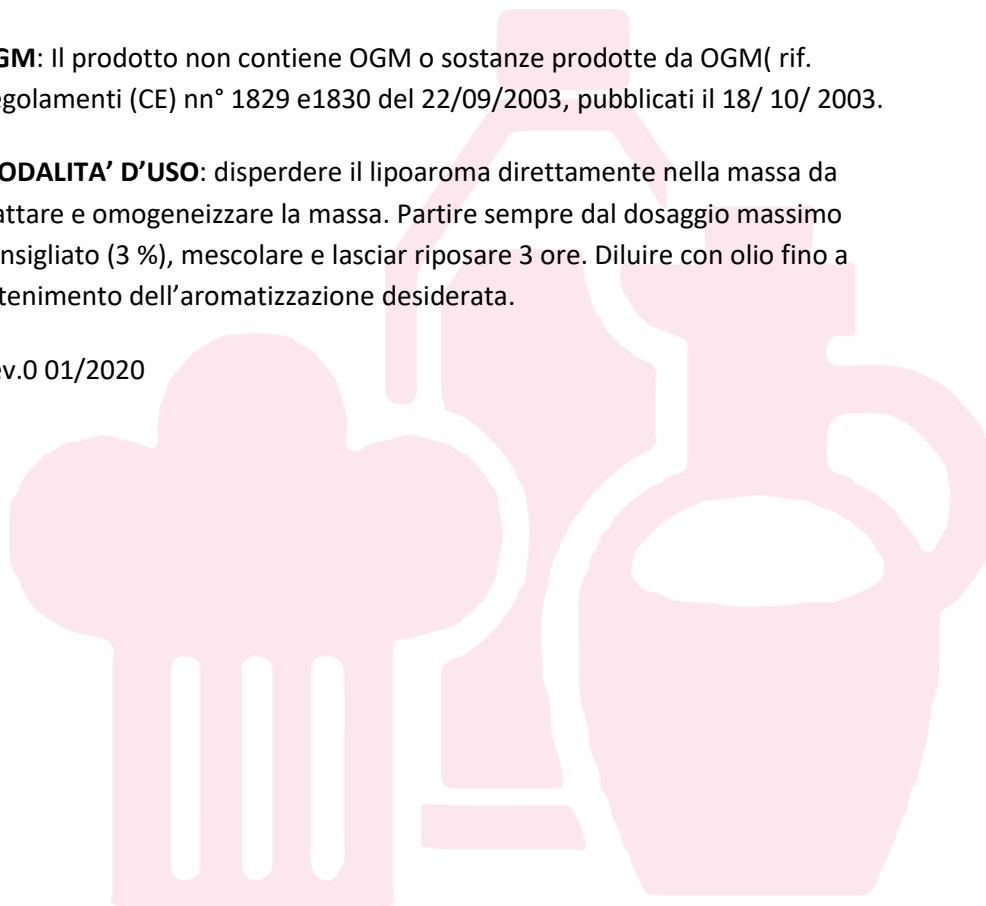 GM: Il prodotto non contiene OGM o sostanze prodotte da OGM( rif.
egolamenti (CE) nn° 1829 e1830 del 22/09/2003, pubblicati il 18/ 10/ 2003.
ODALITA’ D’USO: disperdere il lipoaroma direttamente nella massa da
attare e omogeneizzare la massa. Partire sempre dal dosaggio massimo
nsigliato (3 %), mescolare e lasciar riposare 3 ore. Diluire con olio fino a
tenimento dell’aromatizzazione desiderata.
ev.0 01/2020